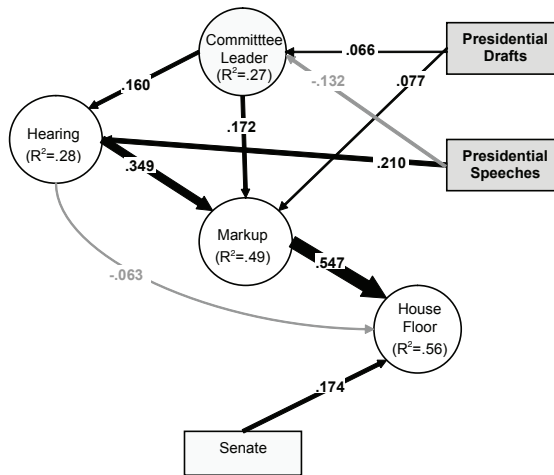 Committtee
Leader
(R²=.27)
.066
Presidential
Drafts
-.132
.077
.160
.172
Hearing
(R²=.28)
.349
.210
Presidential
Speeches
Markup
(R²=.49)
-.063
.547
House
Floor
(R²=.56)
.174
Senate